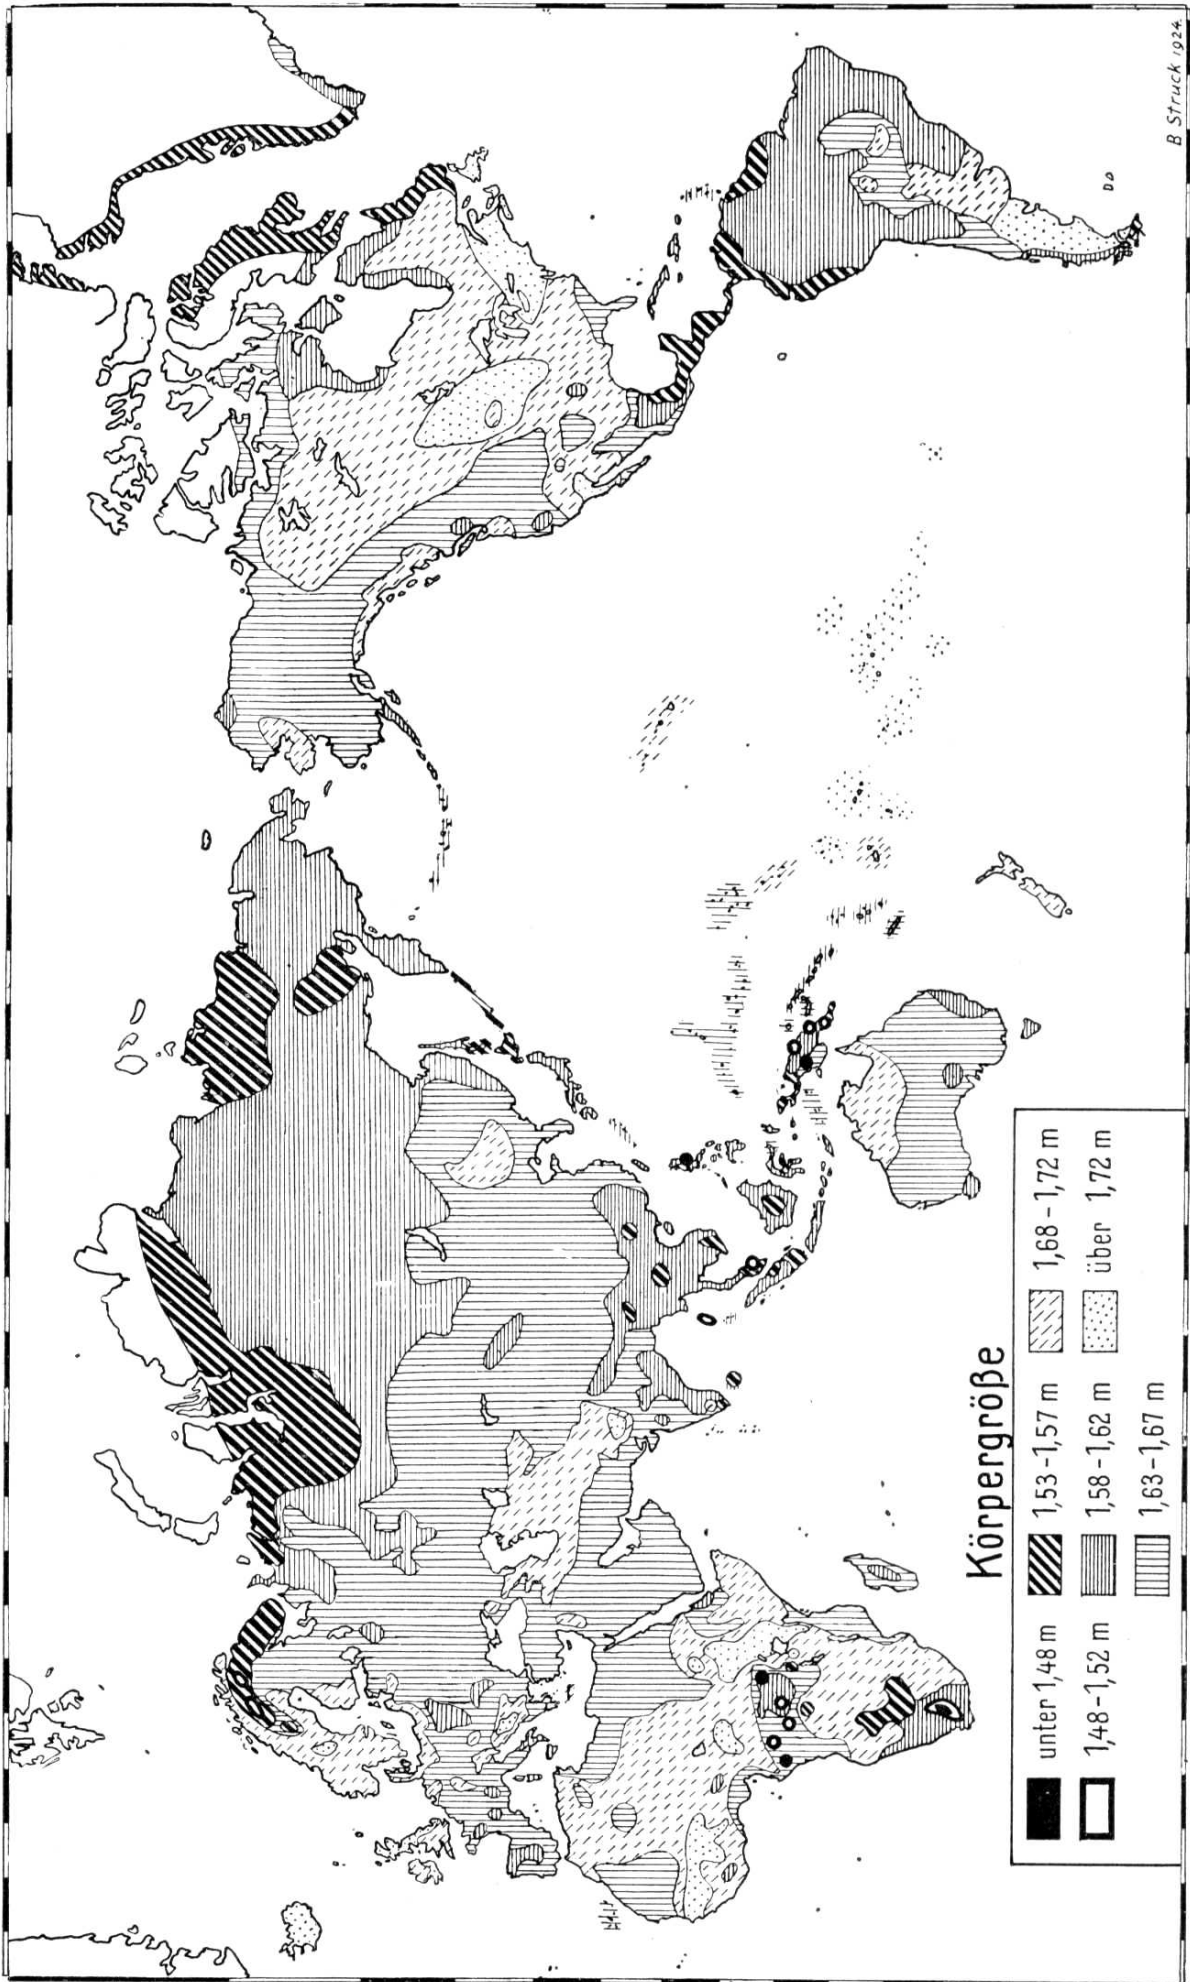 Körpergröße
unter 1,48 m
1,48-1,52 m
1,53-1,57 m
1,58-1,62 m
1,63-1,67 m
1,68-1,72 m
über 1,72 m
B Struck 1924.